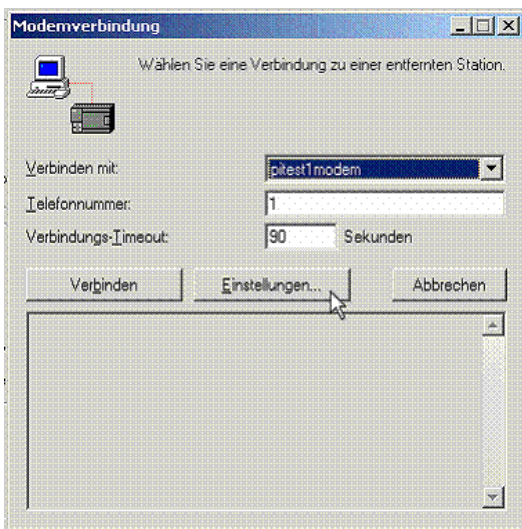 Modemverbindung
Wählen Sie eine Verbindung zu einer entfernten Station.
Verbinden mit: pitest1modem
Telefonnummer: 1
Verbindungs-Timeout: 90 Sekunden
Verbinden Einstellungen... Abbrechen